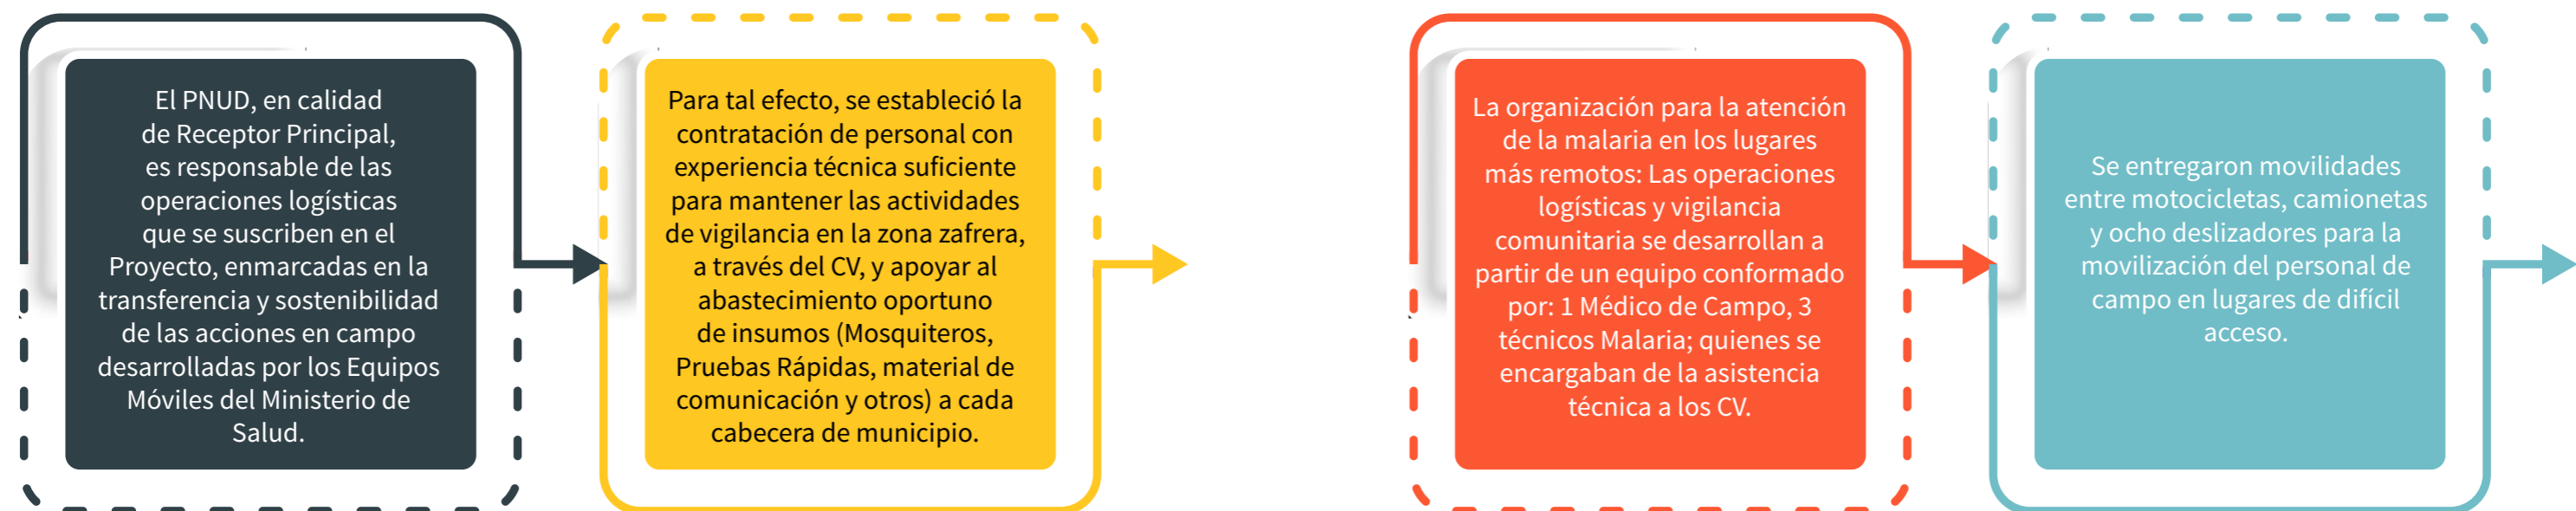 El PNUD, en calidad
de Receptor Principal,
es responsable de las
operaciones logísticas
que se suscriben en el
Proyecto, enmarcadas en la
transferencia y sostenibilidad
de las acciones en campo
desarrolladas por los Equipos
Móviles del Ministerio de
Salud.
Para tal efecto, se estableció la
contratación de personal con
experiencia técnica suficiente
para mantener las actividades
de vigilancia en la zona zafrera,
a través del CV, y apoyar al
abastecimiento oportuno
de insumos (Mosquiteros,
Pruebas Rápidas, material de
comunicación y otros) a cada
cabecera de municipio.
La organización para la atención
de la malaria en los lugares
más remotos: Las operaciones
logísticas y vigilancia
comunitaria se desarrollan a
partir de un equipo conformado
por: 1 Médico de Campo, 3
técnicos Malaria; quienes se
encargaban de la asistencia
técnica a los CV.
Se entregaron movilidades
entre motocicletas, camionetas
y ocho deslizadores para la
movilización del personal de
campo en lugares de difícil
acceso.